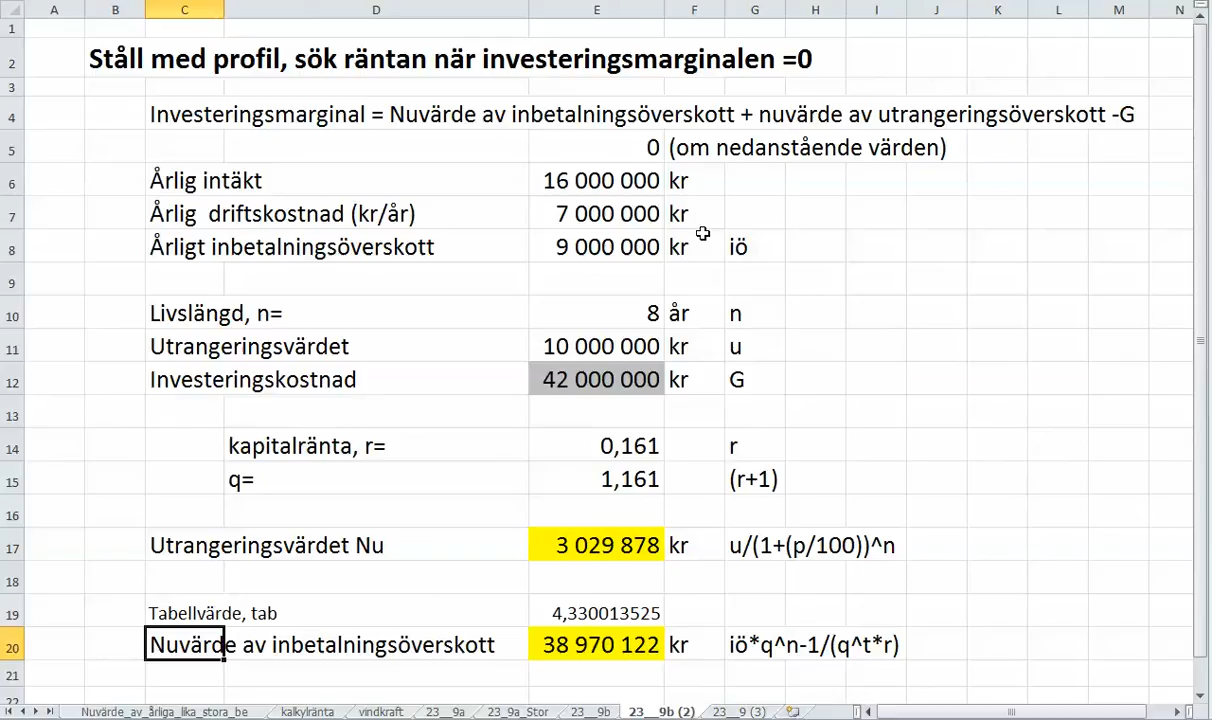 A B C D E F G H I J K L M N
1
2 Ställ med profil, sök räntan när investeringsmarginalen =0
3
4 Investeringsmarginal = Nuvärde av inbetalningsöverskott + nuvärde av utrangeringsöverskott -G
5 0 (om nedanstående värden)
6 Årlig intäkt 16 000 000 kr
7 Årlig driftskostnad (kr/år) 7 000 000 kr
8 Årligt inbetalningsöverskott 9 000 000 kr iö
9
10 Livslängd, n= 8 år n
11 Utrangeringsvärdet 10 000 000 kr u
12 Investeringskostnad 42 000 000 kr G
13
14 kapitalränta, r= 0,161 r
15 q= 1,161 (r+1)
16
17 Utrangeringsvärdet Nu 3 029 878 kr u/(1+(p/100))^n
18
19 Tabellvärde, tab 4,330013525
20 Nuvärde av inbetalningsöverskott 38 970 122 kr iö*q^n-1/(q^t*r)
21
22
Nuvärde_av_årliga_lika_stora_be kalkylränta vindkraft 23__9a 23_9a_Stor 23__9b 23__9b (2) 23__9 (3)